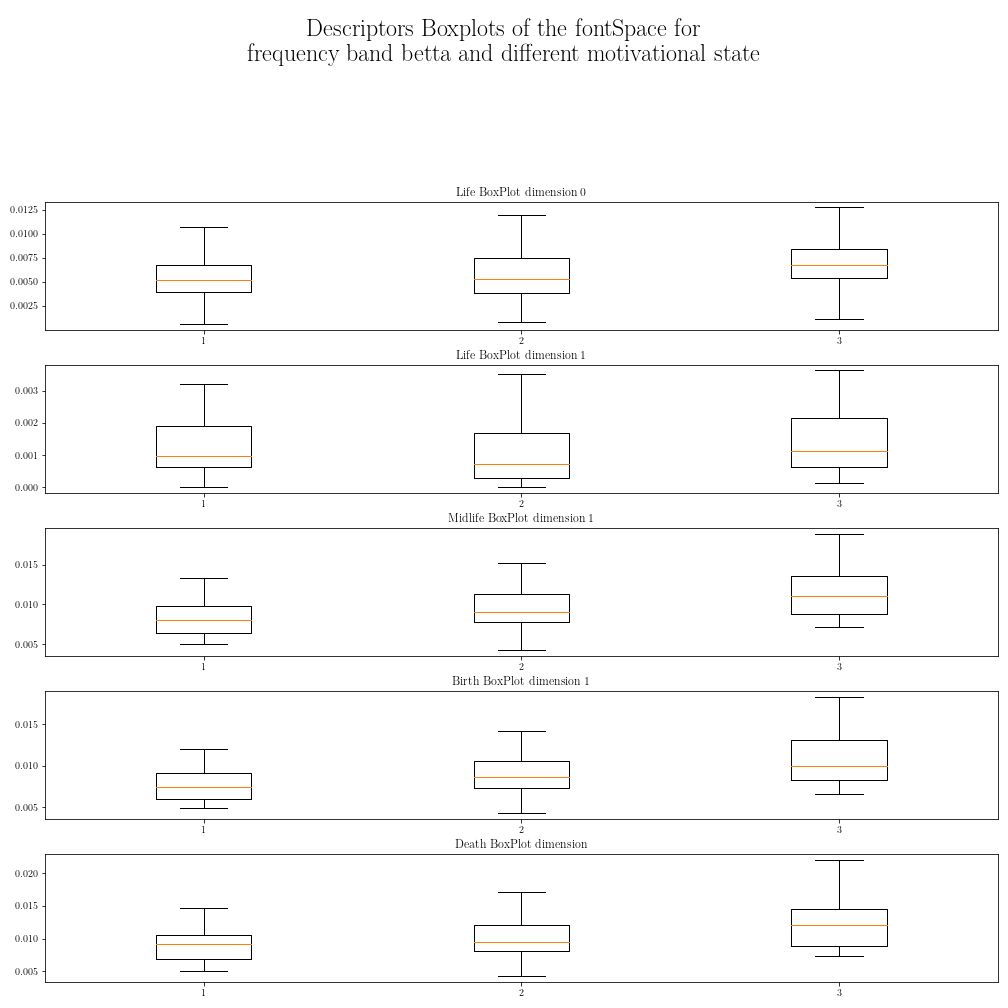 Descriptors Boxplots of the fontSpace for
frequency band betta and different motivational state
Life BoxPlot dimension 0
0.0125
0.0100
0.0075
0.0050
0.0025
1 2 3
Life BoxPlot dimension 1
0.003
0.002
0.001
0.000
1 2 3
Midlife BoxPlot dimension 1
0.015
0.010
0.005
1 2 3
Birth BoxPlot dimension 1
0.015
0.010
0.005
1 2 3
Death BoxPlot dimension
0.020
0.015
0.010
0.005
1 2 3